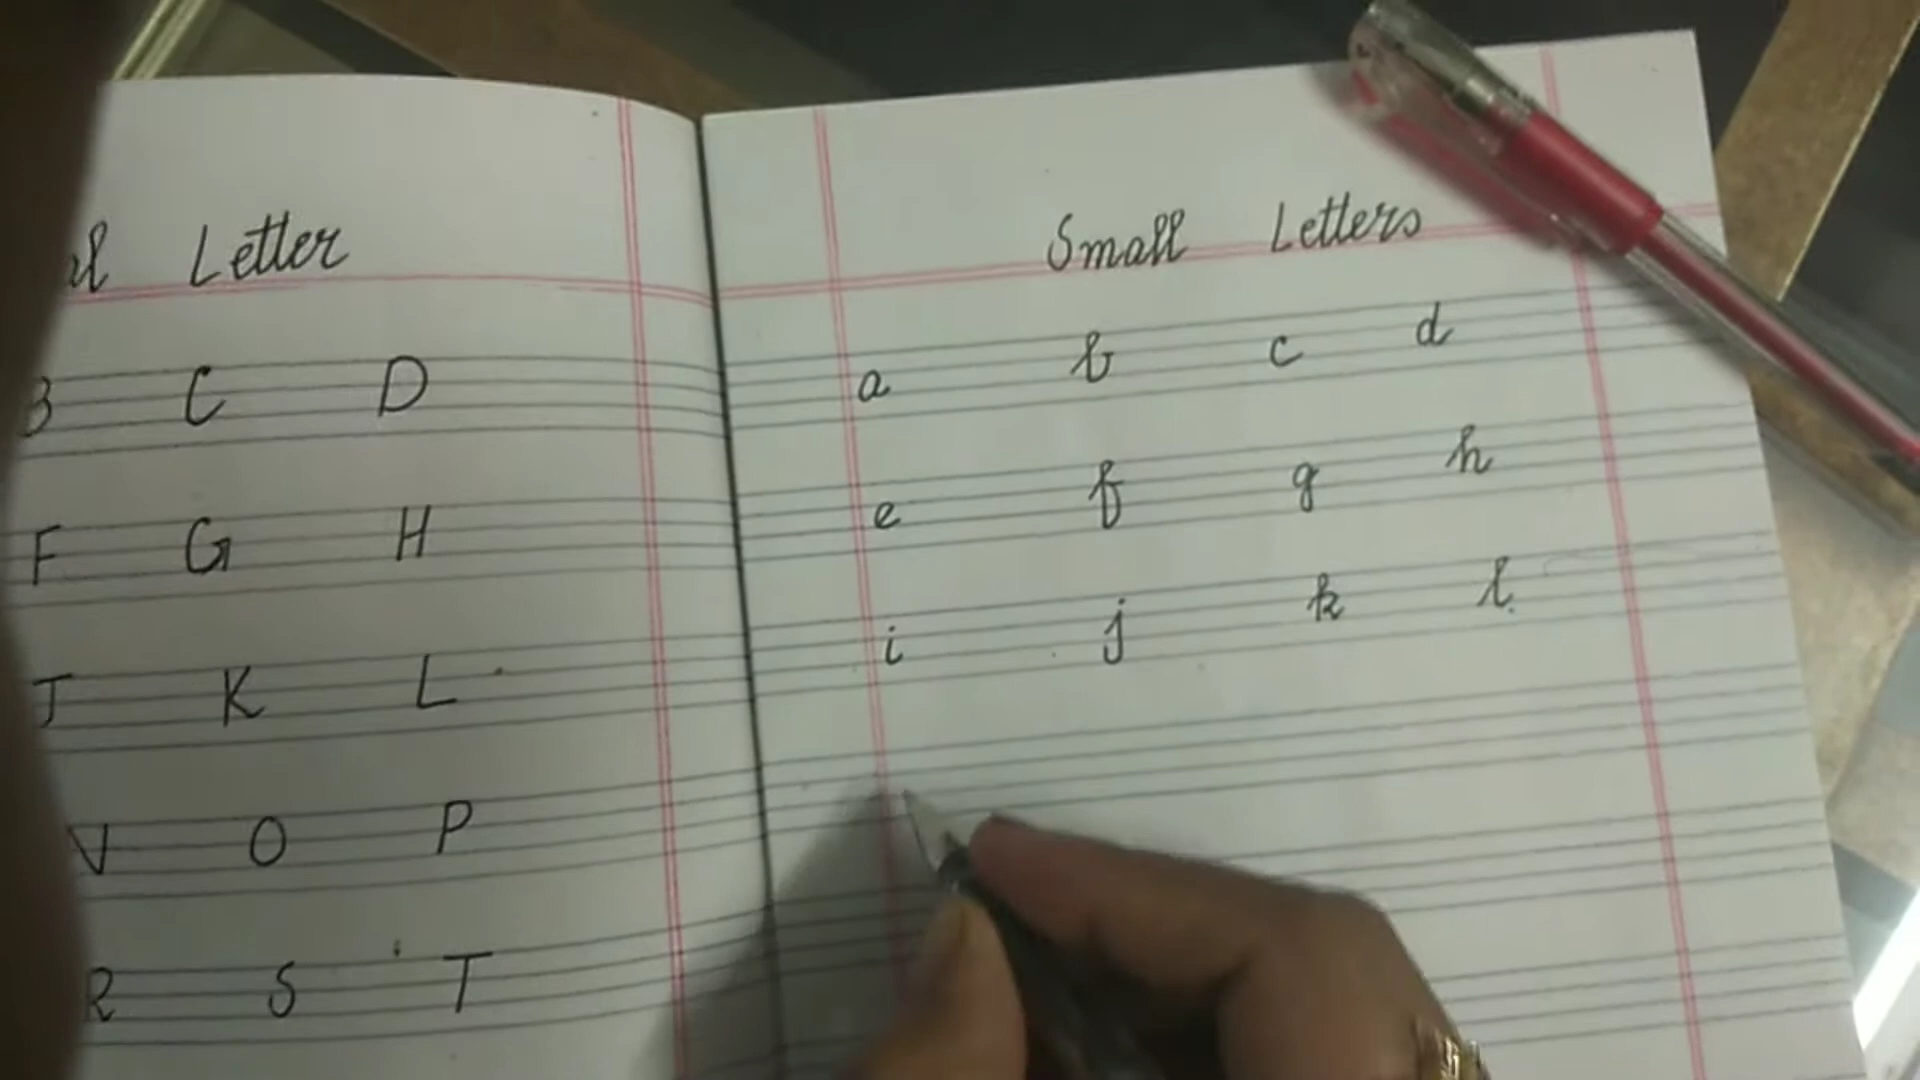 Letter
B C D
F G H
J K L
N O P
R S T
Small Letters
a b c d
e f g h
i j k l